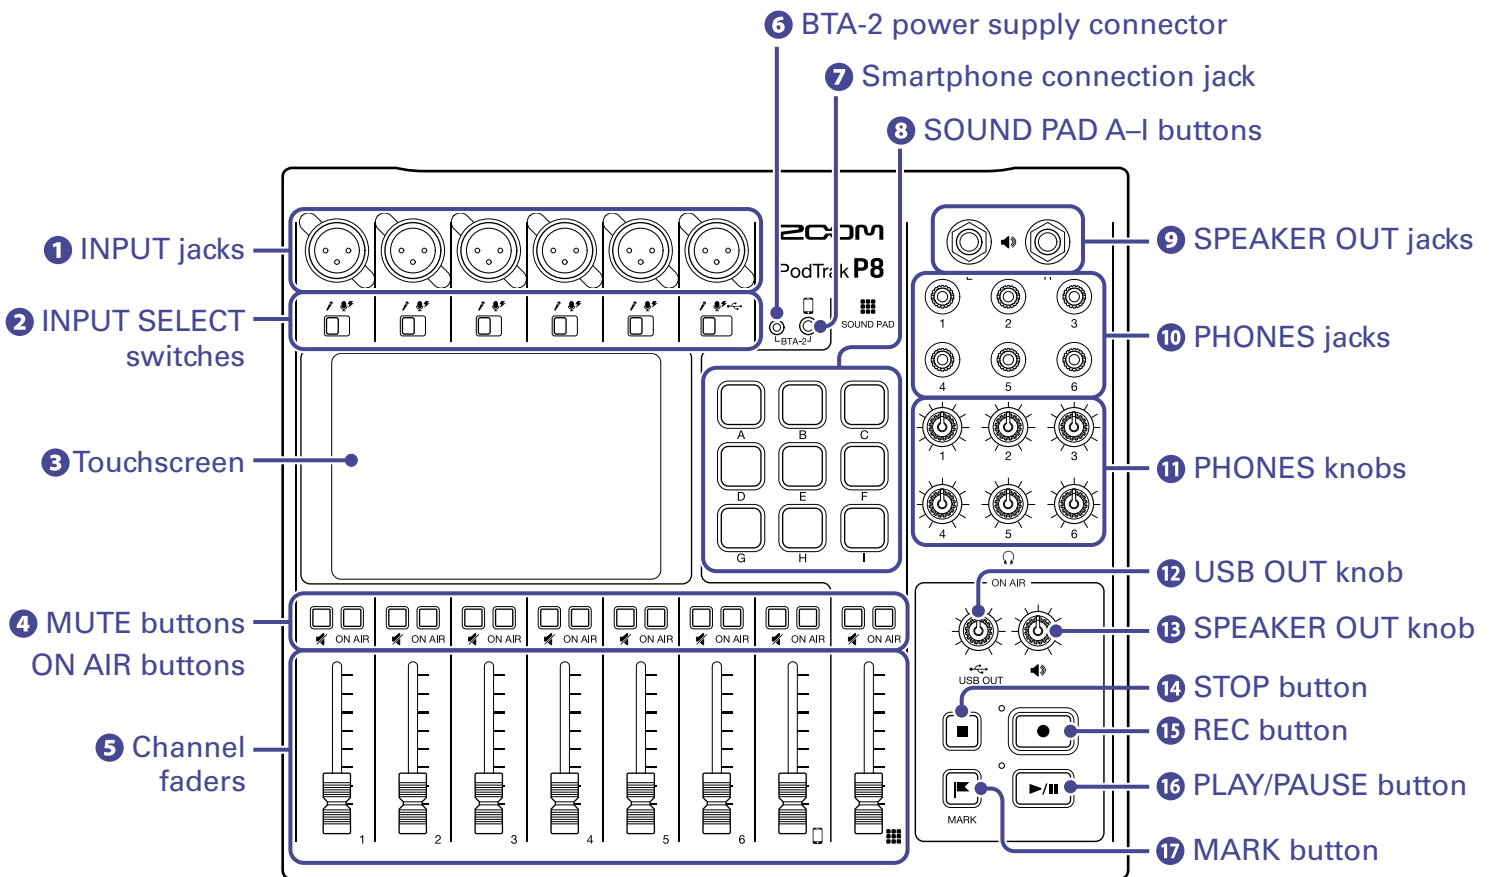 6 BTA-2 power supply connector
7 Smartphone connection jack
8 SOUND PAD A–I buttons
1 INPUT jacks
2 INPUT SELECT
switches
3 Touchscreen
4 MUTE buttons
ON AIR buttons
5 Channel
faders
ZOOM
PodTrak P8
SOUND PAD
BTA-2
A B C
D E F
G H I
L R
1 2 3
4 5 6
1 2 3
4 5 6
ON AIR
USB OUT
MARK
ON AIR ON AIR ON AIR ON AIR ON AIR ON AIR ON AIR ON AIR
1 2 3 4 5 6
9 SPEAKER OUT jacks
10 PHONES jacks
11 PHONES knobs
12 USB OUT knob
13 SPEAKER OUT knob
14 STOP button
15 REC button
16 PLAY/PAUSE button
17 MARK button